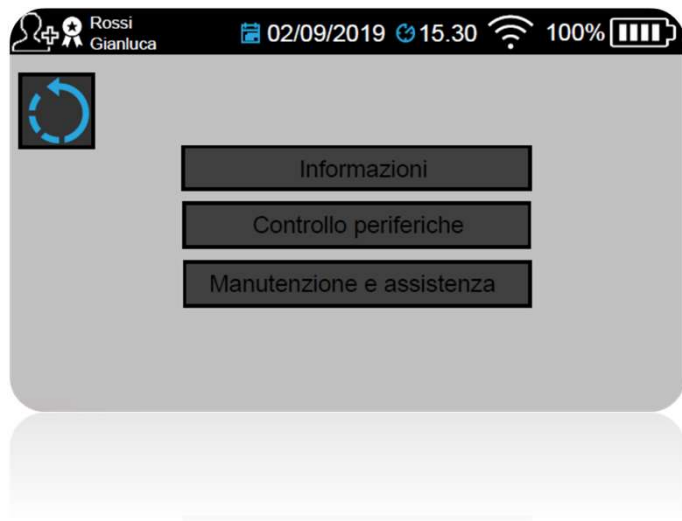 Rossi
Gianluca
02/09/2019 15.30 100%
Informazioni
Controllo periferiche
Manutenzione e assistenza